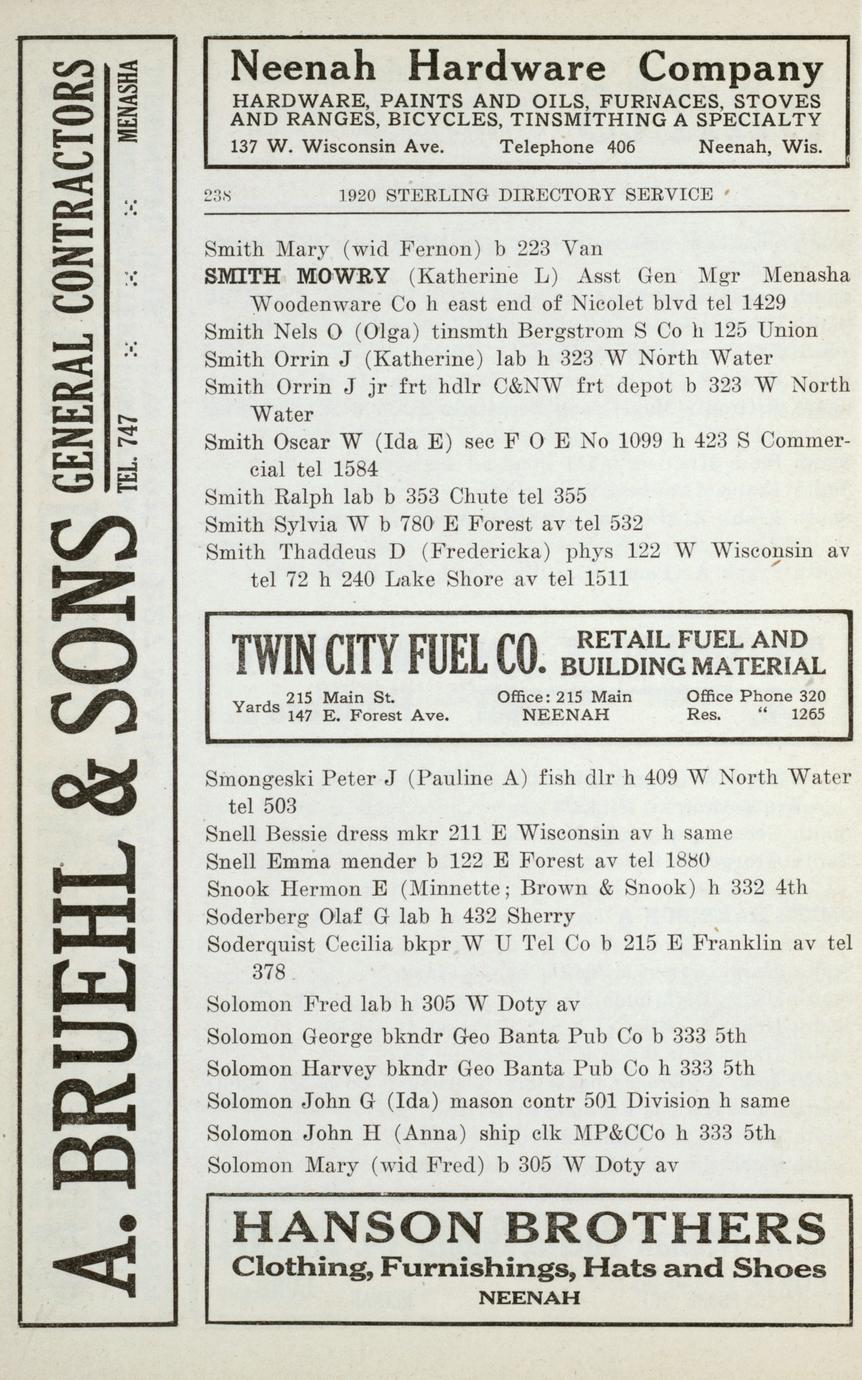 A. BRUEHL & SONS GENERAL CONTRACTORS
TEL. 747 MENASHA
Neenah Hardware Company
HARDWARE, PAINTS AND OILS, FURNACES, STOVES
AND RANGES, BICYCLES, TINSMITHING A SPECIALTY
137 W. Wisconsin Ave. Telephone 406 Neenah, Wis.
238 1920 STERLING DIRECTORY SERVICE
Smith Mary (wid Fernon) b 223 Van
SMITH MOWRY (Katherine L) Asst Gen Mgr Menasha
Woodenware Co h east end of Nicolet blvd tel 1429
Smith Nels O (Olga) tinsmth Bergstrom S Co h 125 Union
Smith Orrin J (Katherine) lab h 323 W North Water
Smith Orrin J jr frt hdlr C&NW frt depot b 323 W North
Water
Smith Oscar W (Ida E) sec F O E No 1099 h 423 S Commer-
cial tel 1584
Smith Ralph lab b 353 Chute tel 355
Smith Sylvia W b 780 E Forest av tel 532
Smith Thaddeus D (Fredericka) phys 122 W Wisconsin av
tel 72 h 240 Lake Shore av tel 1511
TWIN CITY FUEL CO. RETAIL FUEL AND
BUILDING MATERIAL
Yards 215 Main St. Office: 215 Main Office Phone 320
147 E. Forest Ave. NEENAH Res. “ 1265
Smongeski Peter J (Pauline A) fish dlr h 409 W North Water
tel 503
Snell Bessie dress mkr 211 E Wisconsin av h same
Snell Emma mender b 122 E Forest av tel 1880
Snook Hermon E (Minnette; Brown & Snook) h 332 4th
Soderberg Olaf G lab h 432 Sherry
Soderquist Cecilia bkpr W U Tel Co b 215 E Franklin av tel
378
Solomon Fred lab h 305 W Doty av
Solomon George bkndr Geo Banta Pub Co b 333 5th
Solomon Harvey bkndr Geo Banta Pub Co h 333 5th
Solomon John G (Ida) mason contr 501 Division h same
Solomon John H (Anna) ship clk MP&CCo h 333 5th
Solomon Mary (wid Fred) b 305 W Doty av
HANSON BROTHERS
Clothing, Furnishings, Hats and Shoes
NEENAH